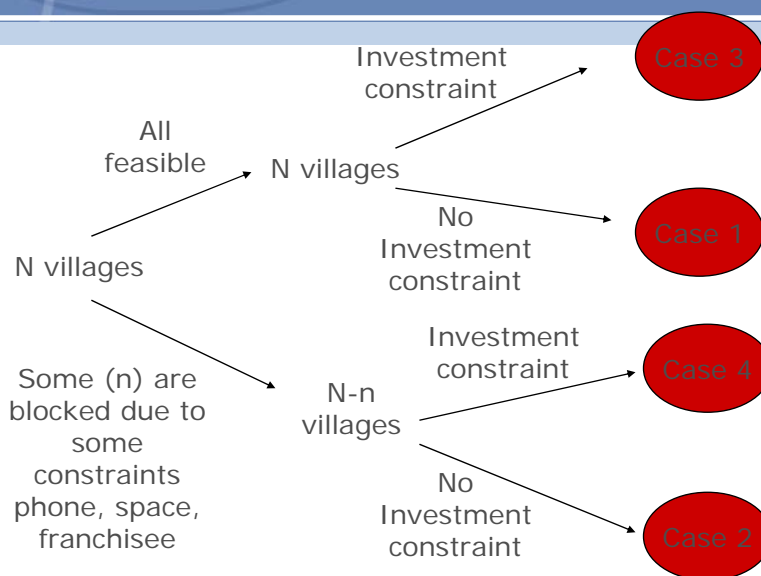 Investment
constraint
Case 3
All
feasible
N villages
No
Investment
constraint
Case 1
N villages
Investment
constraint
Case 4
Some (n) are
blocked due to
some
constraints
phone, space,
franchisee
N-n
villages
No
Investment
constraint
Case 2